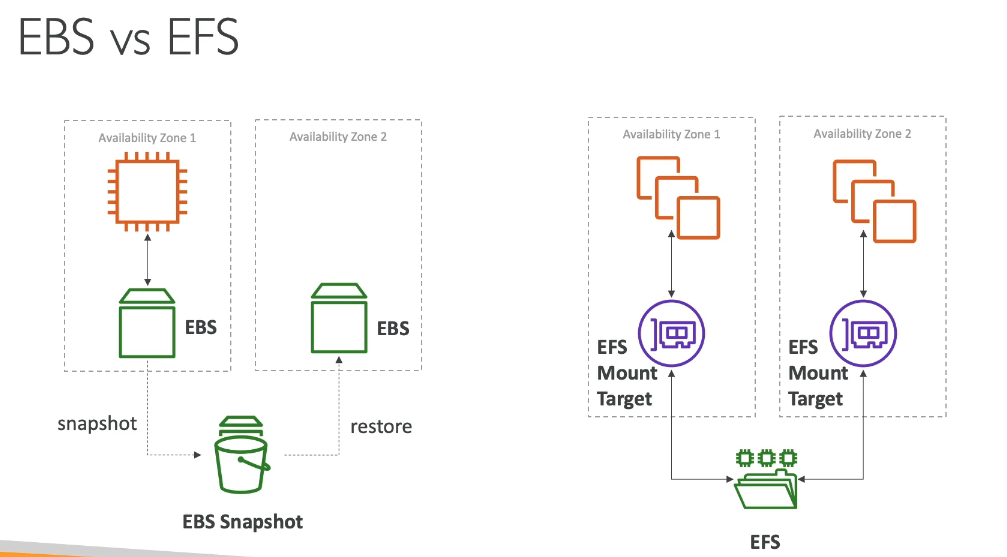 EBS vs EFS
Availability Zone 1
Availability Zone 2
EBS
EBS
snapshot
restore
EBS Snapshot
Availability Zone 1
Availability Zone 2
EFS
Mount
Target
EFS
Mount
Target
EFS